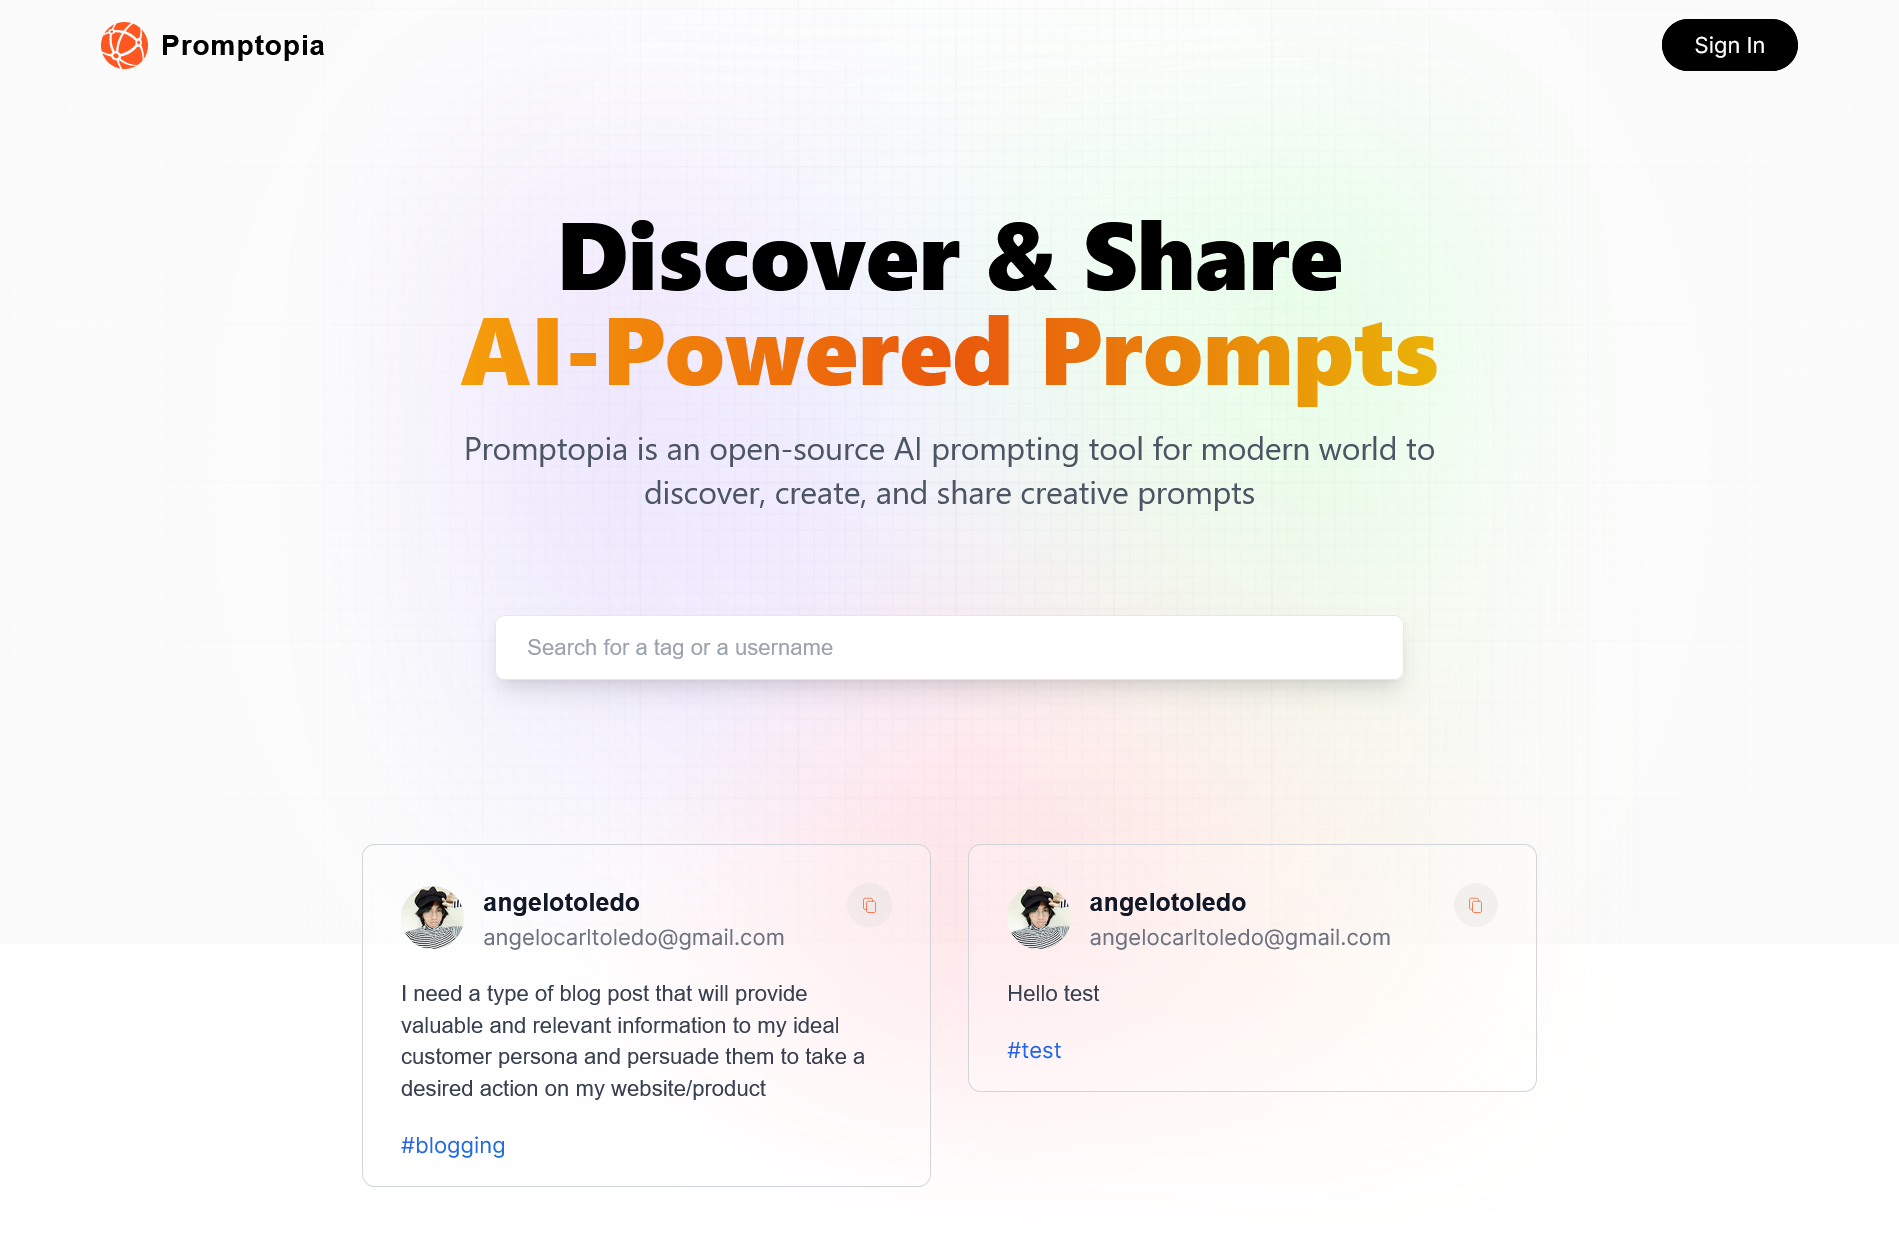 Promptopia
Sign In
Discover & Share
AI-Powered Prompts
Promptopia is an open-source AI prompting tool for modern world to
discover, create, and share creative prompts
Search for a tag or a username
angelotoledo
angelocarltoledo@gmail.com
I need a type of blog post that will provide
valuable and relevant information to my ideal
customer persona and persuade them to take a
desired action on my website/product
#blogging
angelotoledo
angelocarltoledo@gmail.com
Hello test
#test